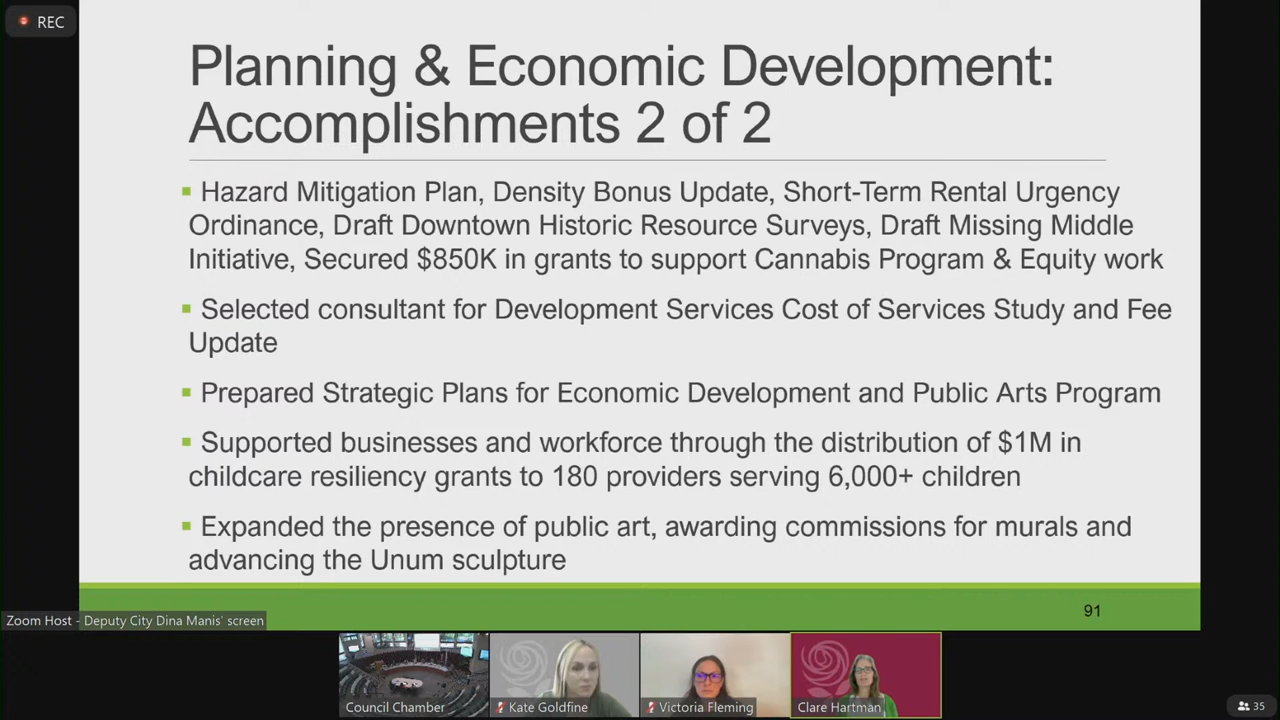 REC
Planning & Economic Development:
Accomplishments 2 of 2
Hazard Mitigation Plan, Density Bonus Update, Short-Term Rental Urgency
Ordinance, Draft Downtown Historic Resource Surveys, Draft Missing Middle
Initiative, Secured $850K in grants to support Cannabis Program & Equity work
Selected consultant for Development Services Cost of Services Study and Fee
Update
Prepared Strategic Plans for Economic Development and Public Arts Program
Supported businesses and workforce through the distribution of $1M in
childcare resiliency grants to 180 providers serving 6,000+ children
Expanded the presence of public art, awarding commissions for murals and
advancing the Unum sculpture
91
Zoom Host - Deputy City Dina Manis' screen
Council Chamber
Kate Goldfine
Victoria Fleming
Clare Hartman
35